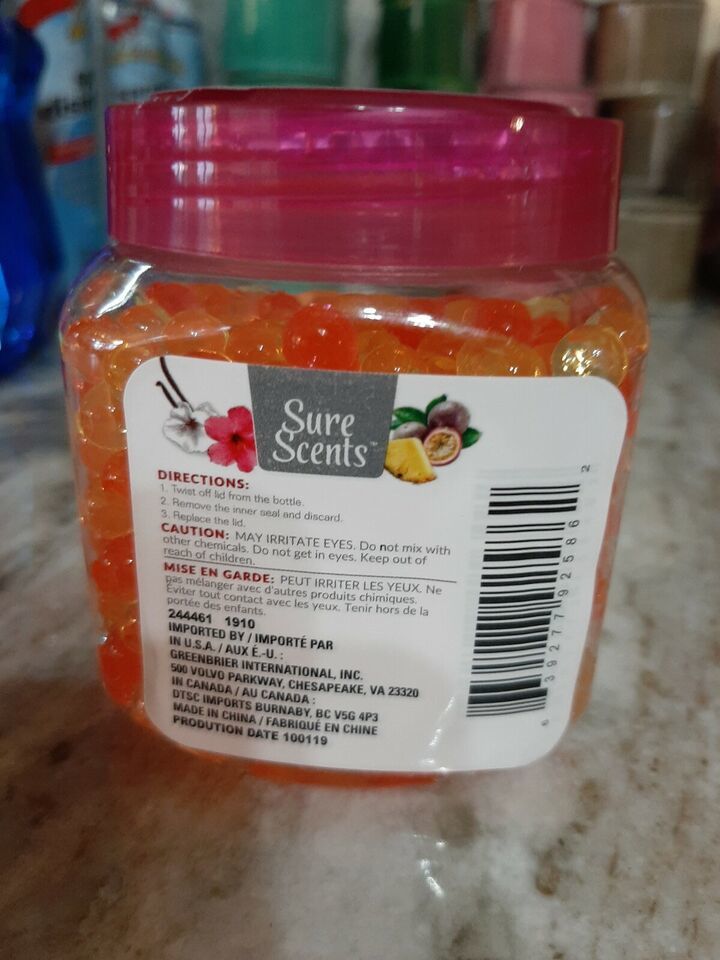 Sure
Scents™
DIRECTIONS:
1. Twist off lid from the bottle.
2. Remove the inner seal and discard.
3. Replace the lid.
CAUTION: MAY IRRITATE EYES. Do not mix with
other chemicals. Do not get in eyes. Keep out of
reach of children.
MISE EN GARDE: PEUT IRRITER LES YEUX. Ne
pas mélanger avec d'autres produits chimiques.
Éviter tout contact avec les yeux. Tenir hors de la
portée des enfants.
244461 1910
IMPORTED BY / IMPORTÉ PAR
IN U.S.A. / AUX É.-U. :
GREENBRIER INTERNATIONAL, INC.
500 VOLVO PARKWAY, CHESAPEAKE, VA 23320
IN CANADA / AU CANADA :
DTSC IMPORTS BURNABY, BC V5G 4P3
MADE IN CHINA / FABRIQUÉ EN CHINE
PRODUTION DATE 100119
6 39277 92586 2